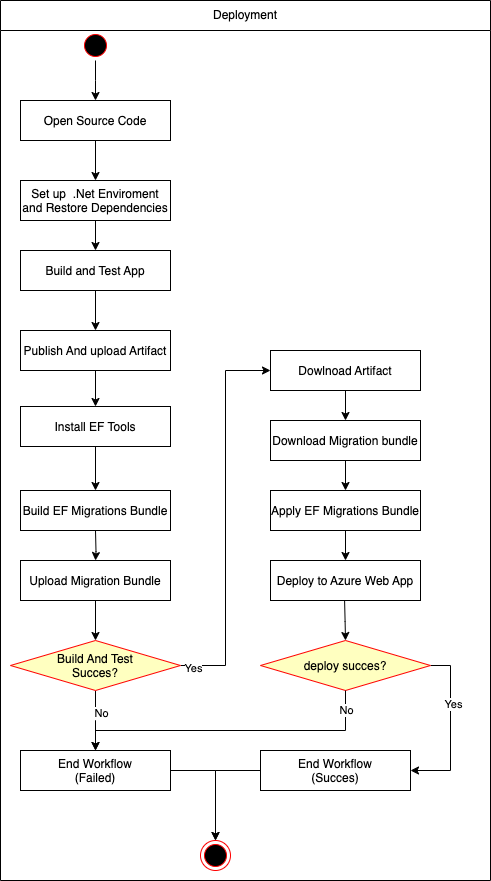 Deployment
Open Source Code
Set up .Net Enviroment
and Restore Dependencies
Build and Test App
Publish And upload Artifact
Install EF Tools
Build EF Migrations Bundle
Upload Migration Bundle
Build And Test
Succes?
Yes
No
Dowlnoad Artifact
Download Migration bundle
Apply EF Migrations Bundle
Deploy to Azure Web App
deploy succes?
Yes
No
End Workflow
(Failed)
End Workflow
(Succes)